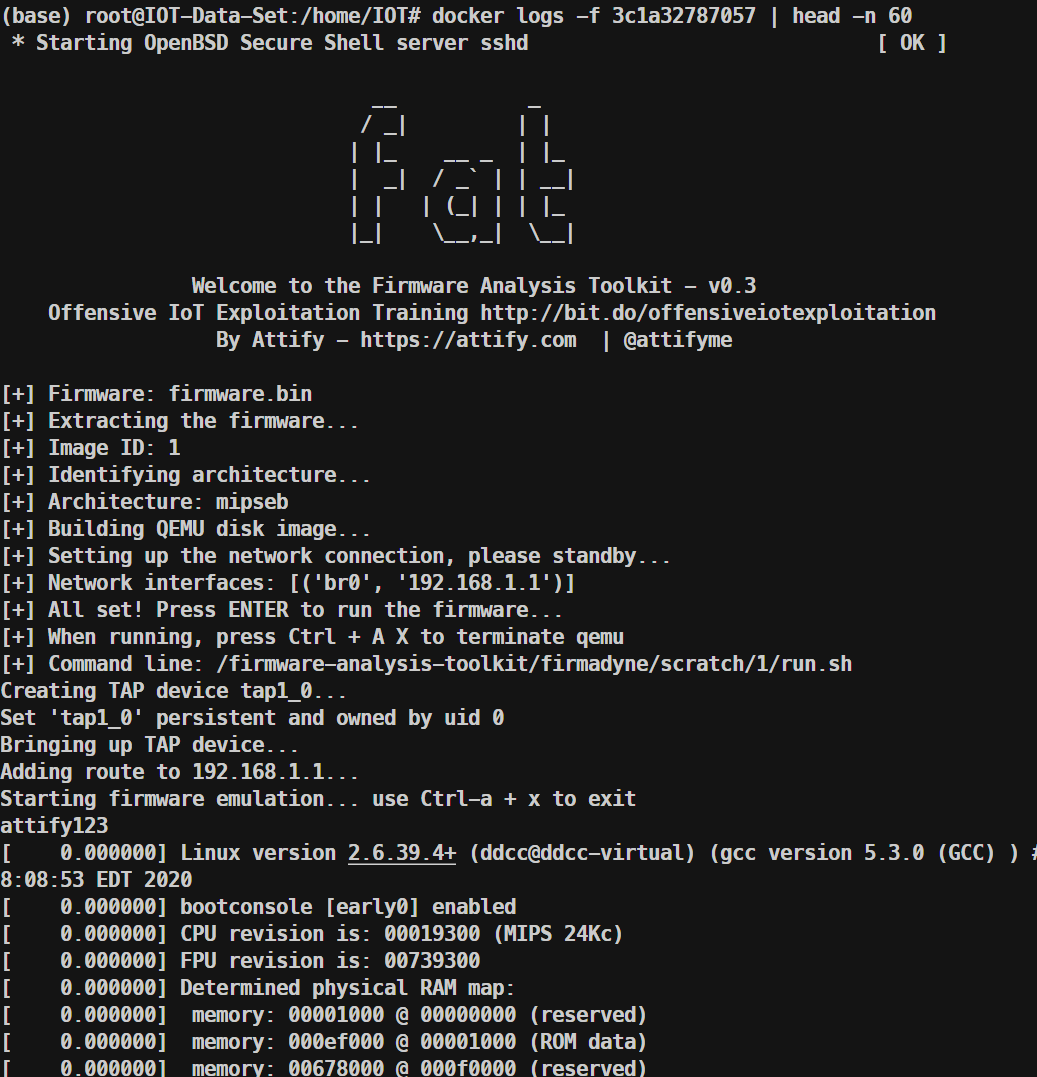 (base) root@IOT-Data-Set:/home/IOT# docker logs -f 3c1a32787057 | head -n 60
 * Starting OpenBSD Secure Shell server sshd                             [ OK ]
                               __           _
                              / _|         | |
                             | |_    __ _  | |_
                             |  _|  / _` | | __|
                             | |   | (_| | | |_
                             |_|    \__,_|  \__|
                Welcome to the Firmware Analysis Toolkit - v0.3
    Offensive IoT Exploitation Training http://bit.do/offensiveiotexploitation
                  By Attify - https://attify.com  | @attifyme
[+] Firmware: firmware.bin
[+] Extracting the firmware...
[+] Image ID: 1
[+] Identifying architecture...
[+] Architecture: mipseb
[+] Building QEMU disk image...
[+] Setting up the network connection, please standby...
[+] Network interfaces: [('br0', '192.168.1.1')]
[+] All set! Press ENTER to run the firmware...
[+] When running, press Ctrl + A X to terminate qemu
[+] Command line: /firmware-analysis-toolkit/firmadyne/scratch/1/run.sh
Creating TAP device tap1_0...
Set 'tap1_0' persistent and owned by uid 0
Bringing up TAP device...
Adding route to 192.168.1.1...
Starting firmware emulation... use Ctrl-a + x to exit
attify123
[    0.000000] Linux version 2.6.39.4+ (ddcc@ddcc-virtual) (gcc version 5.3.0 (GCC) ) #
8:08:53 EDT 2020
[    0.000000] bootconsole [early0] enabled
[    0.000000] CPU revision is: 00019300 (MIPS 24Kc)
[    0.000000] FPU revision is: 00739300
[    0.000000] Determined physical RAM map:
[    0.000000]  memory: 00001000 @ 00000000 (reserved)
[    0.000000]  memory: 000ef000 @ 00001000 (ROM data)
[    0.000000]  memory: 00678000 @ 000f0000 (reserved)